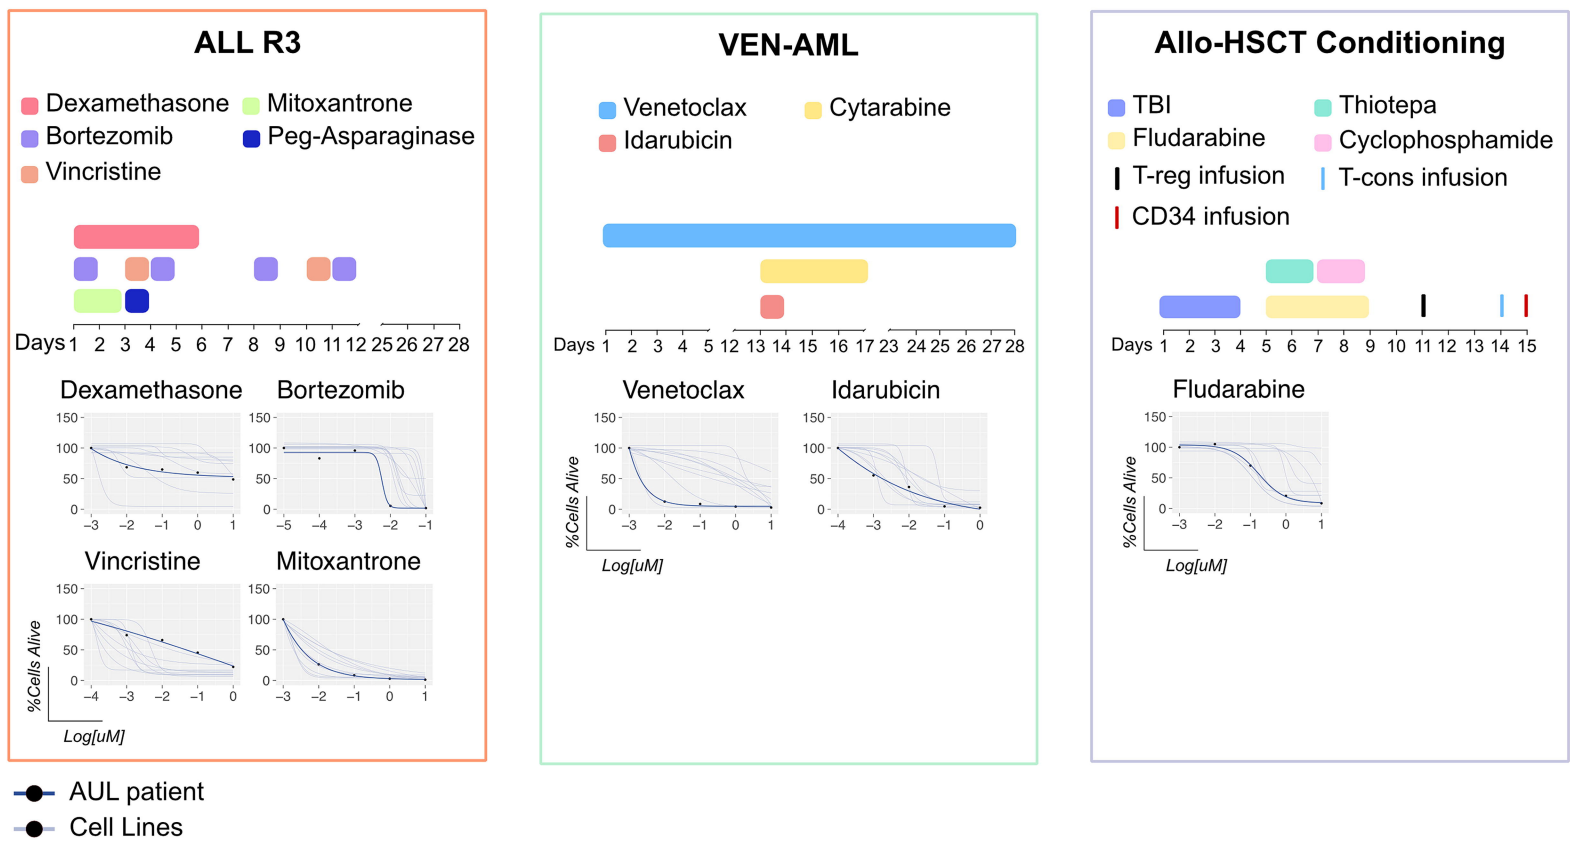 ALL R3
Dexamethasone Mitoxantrone
Bortezomib Peg-Asparaginase
Vincristine
Days 1 2 3 4 5 6 7 8 9 10 11 12 25 26 27 28
Dexamethasone Bortezomib
150 150
100 100
50 50
0 0
−3 −2 −1 0 1 −5 −4 −3 −2 −1
Vincristine Mitoxantrone
150 150
100 100
50 50
0 0
−4 −3 −2 −1 0 −3 −2 −1 0 1
%Cells Alive
Log[uM]
VEN-AML
Venetoclax Cytarabine
Idarubicin
Days 1 2 3 4 5 12 13 14 15 16 17 23 24 25 26 27 28
Venetoclax Idarubicin
150 150
100 100
50 50
0 0
−3 −2 −1 0 1 −4 −3 −2 −1 0
%Cells Alive
Log[uM]
Allo-HSCT Conditioning
TBI Thiotepa
Fludarabine Cyclophosphamide
T-reg infusion T-cons infusion
CD34 infusion
Days 1 2 3 4 5 6 7 8 9 10 11 12 13 14 15
Fludarabine
150
100
50
0
−3 −2 −1 0 1
%Cells Alive
Log[uM]
AUL patient
Cell Lines